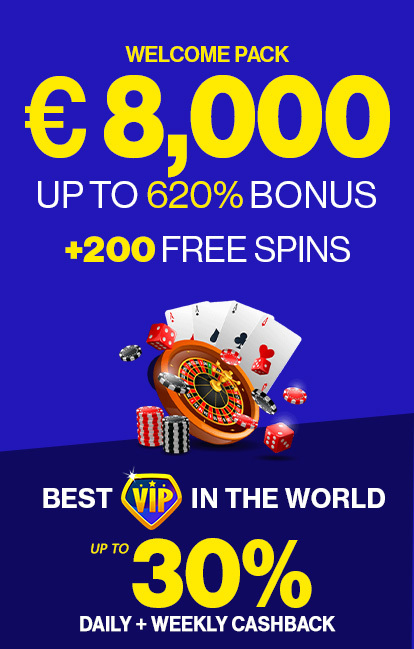 WELCOME PACK
€ 8,000
UP TO 620% BONUS
+200 FREE SPINS
BEST VIP IN THE WORLD
UP TO 30%
DAILY + WEEKLY CASHBACK